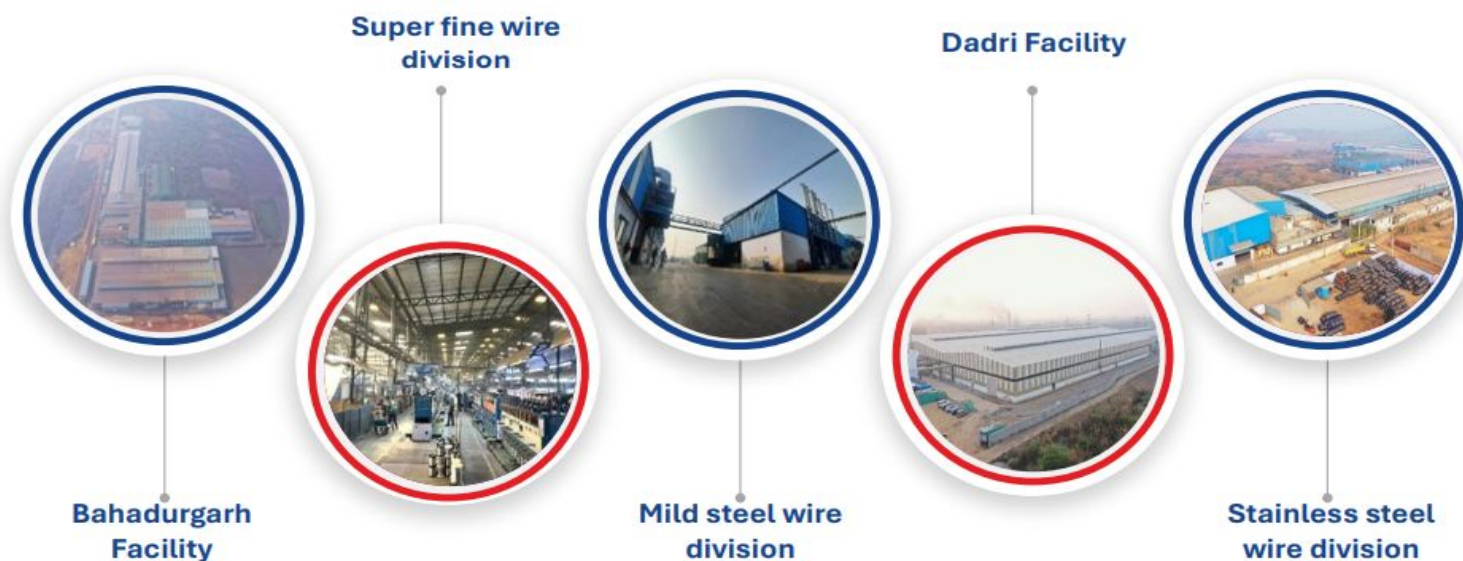 Super fine wire
division
Dadri Facility
Bahadurgarh
Facility
Mild steel wire
division
Stainless steel
wire division